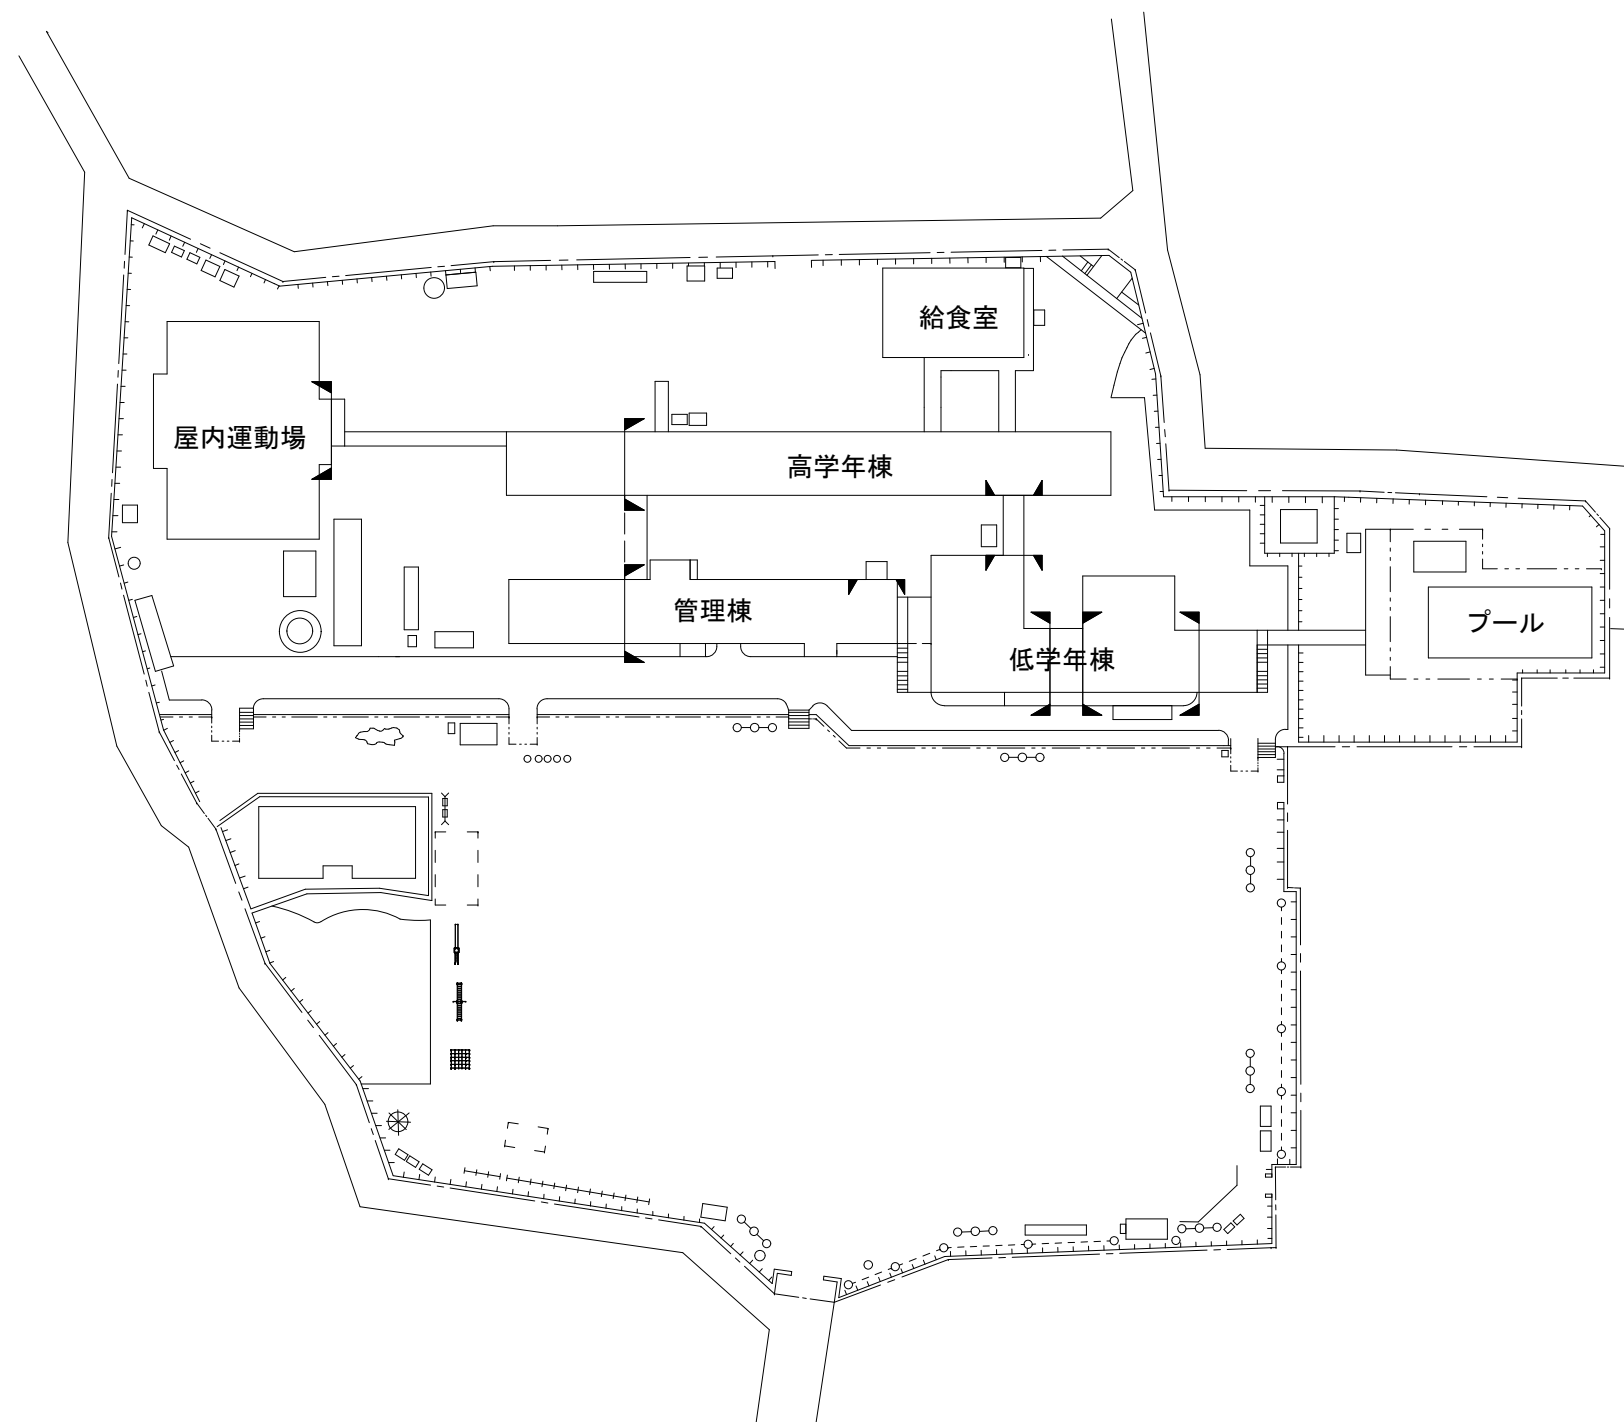 給食室
屋内運動場
高学年棟
管理棟
プール
低学年棟